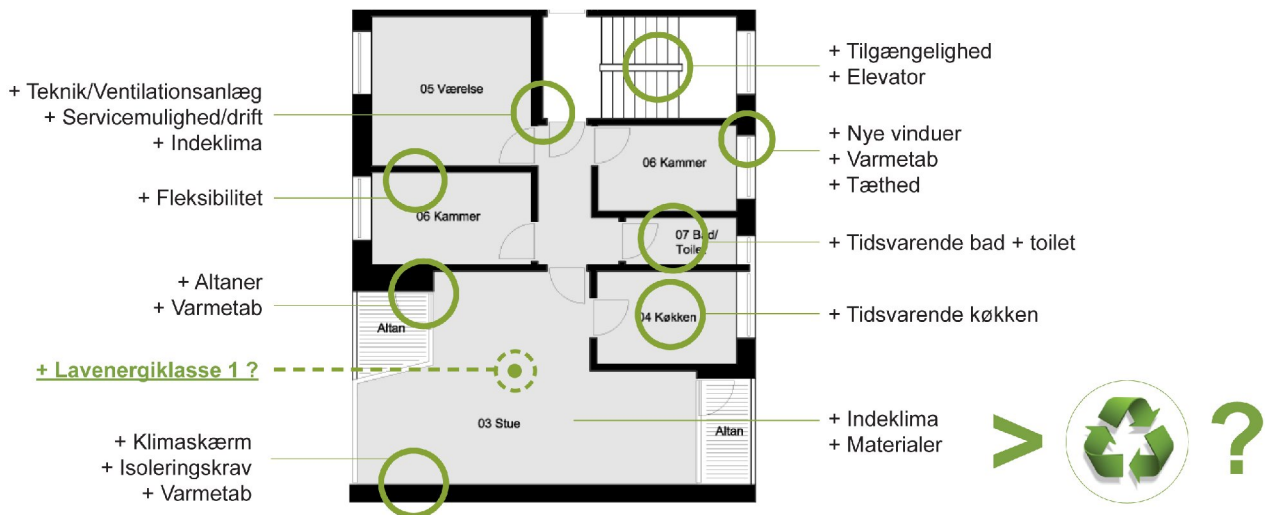 + Teknik/Ventilationsanlæg
+ Servicemulighed/drift
+ Indeklima
+ Fleksibilitet
+ Altaner
+ Varmetab
+ Lavenergiklasse 1 ?
+ Klimaskærm
+ Isoleringskrav
+ Varmetab
05 Værelse
06 Kammer
06 Kammer
07 Bad/
Toilet
04 Køkken
Altan
03 Stue
Altan
+ Tilgængelighed
+ Elevator
+ Nye vinduer
+ Varmetab
+ Tæthed
+ Tidsvarende bad + toilet
+ Tidsvarende køkken
+ Indeklima
+ Materialer
> ?